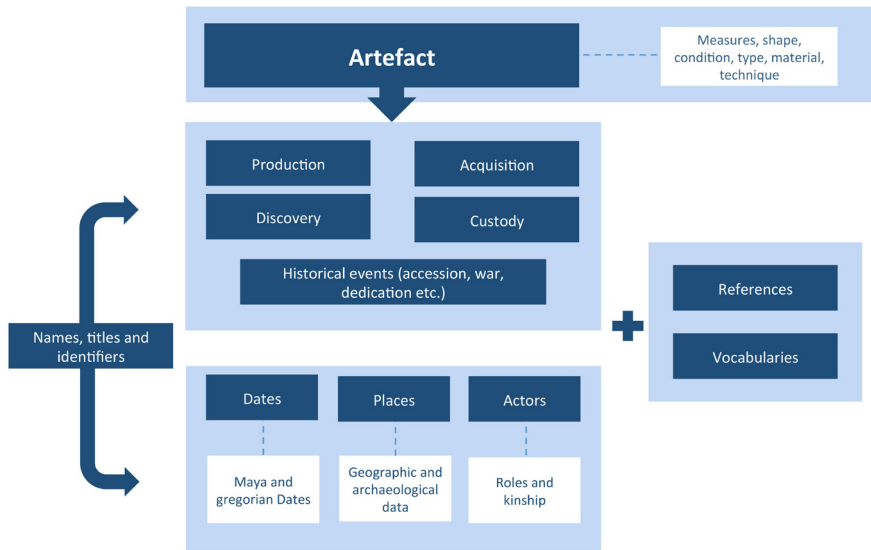 Artefact
Measures, shape,
condition, type, material,
technique
Production
Acquisition
Discovery
Custody
Historical events (accession, war,
dedication etc.)
Names, titles and
identifiers
References
Vocabularies
Dates
Places
Actors
Maya and
gregorian Dates
Geographic and
archaeological
data
Roles and
kinship